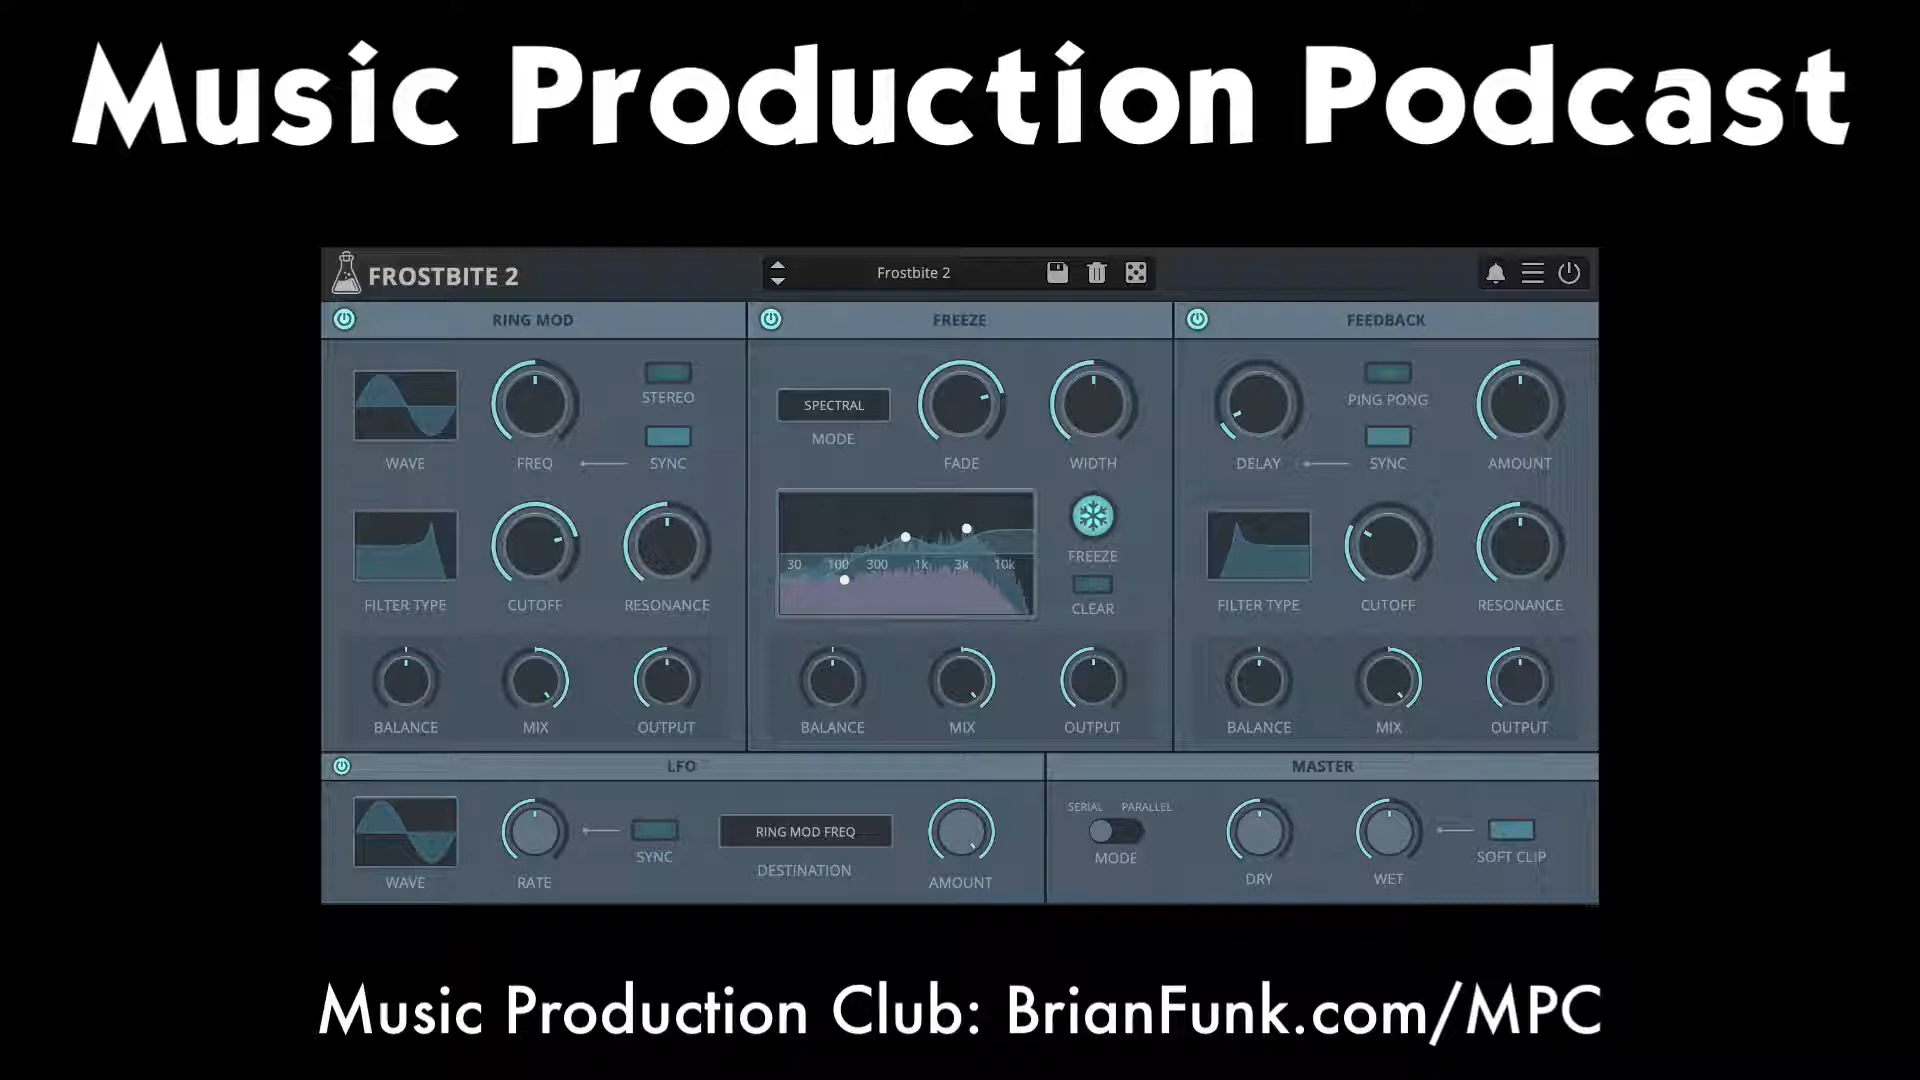 Music Production Podcast
FROSTBITE 2
Frostbite 2
RING MOD
FREEZE
FEEDBACK
WAVE
FREQ
STEREO
SYNC
SPECTRAL
MODE
FADE
WIDTH
DELAY
PING PONG
SYNC
AMOUNT
FILTER TYPE
CUTOFF
RESONANCE
30 100 300 1k 3k 10k
FREEZE
CLEAR
FILTER TYPE
CUTOFF
RESONANCE
BALANCE
MIX
OUTPUT
BALANCE
MIX
OUTPUT
BALANCE
MIX
OUTPUT
LFO
MASTER
WAVE
RATE
SYNC
RING MOD FREQ
DESTINATION
AMOUNT
SERIAL PARALLEL
MODE
DRY
WET
SOFT CLIP
Music Production Club: BrianFunk.com/MPC